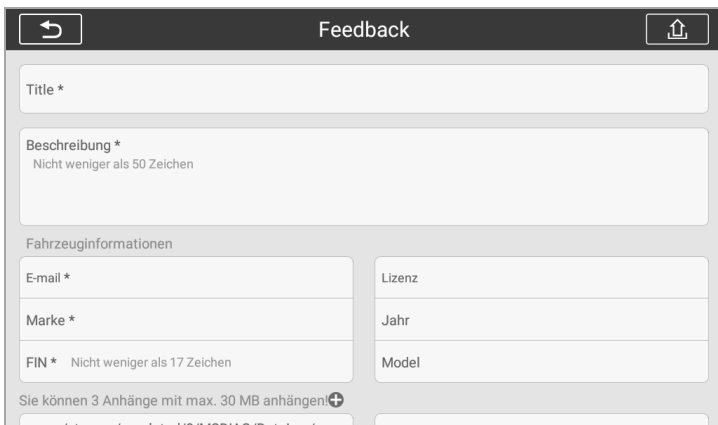 Feedback
Title *
Beschreibung *
Nicht weniger als 50 Zeichen
Fahrzeuginformationen
E-mail *
Lizenz
Marke *
Jahr
FIN * Nicht weniger als 17 Zeichen
Model
Sie können 3 Anhänge mit max. 30 MB anhängen!